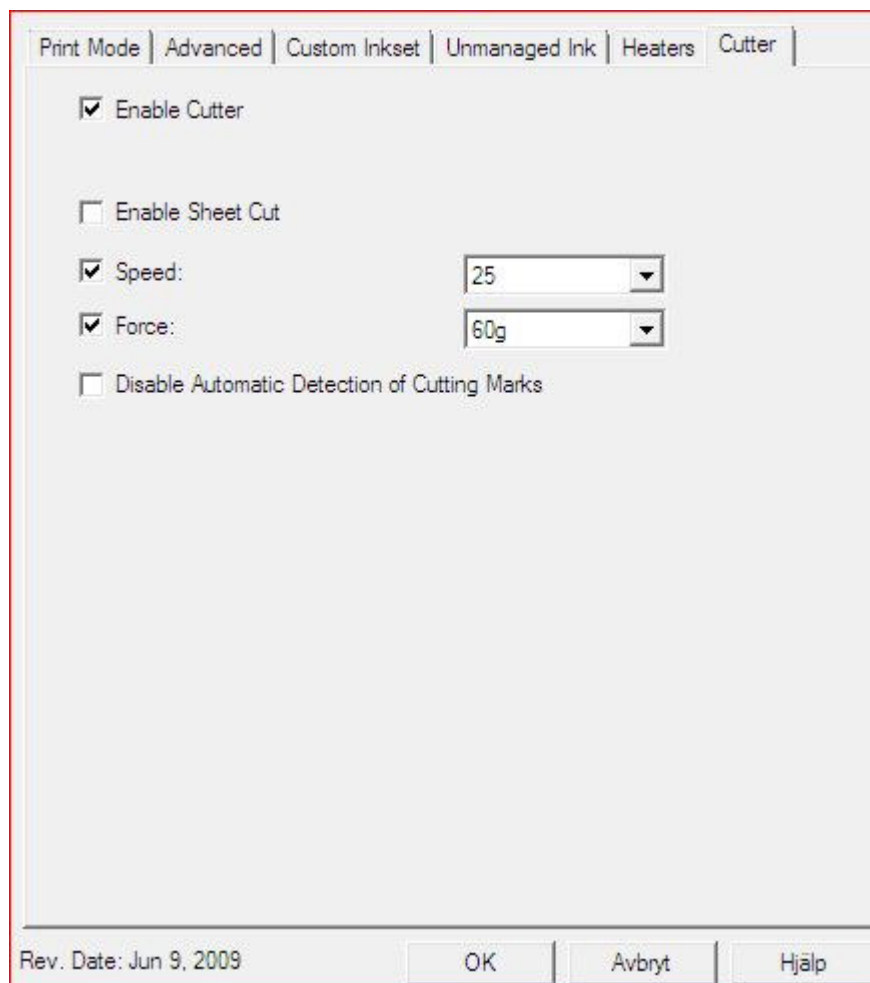 Print Mode Advanced Custom Inkset Unmanaged Ink Heaters Cutter
Enable Cutter
Enable Sheet Cut
Speed: 25
Force: 60g
Disable Automatic Detection of Cutting Marks
Rev. Date: Jun 9, 2009 OK Avbryt Hjälp